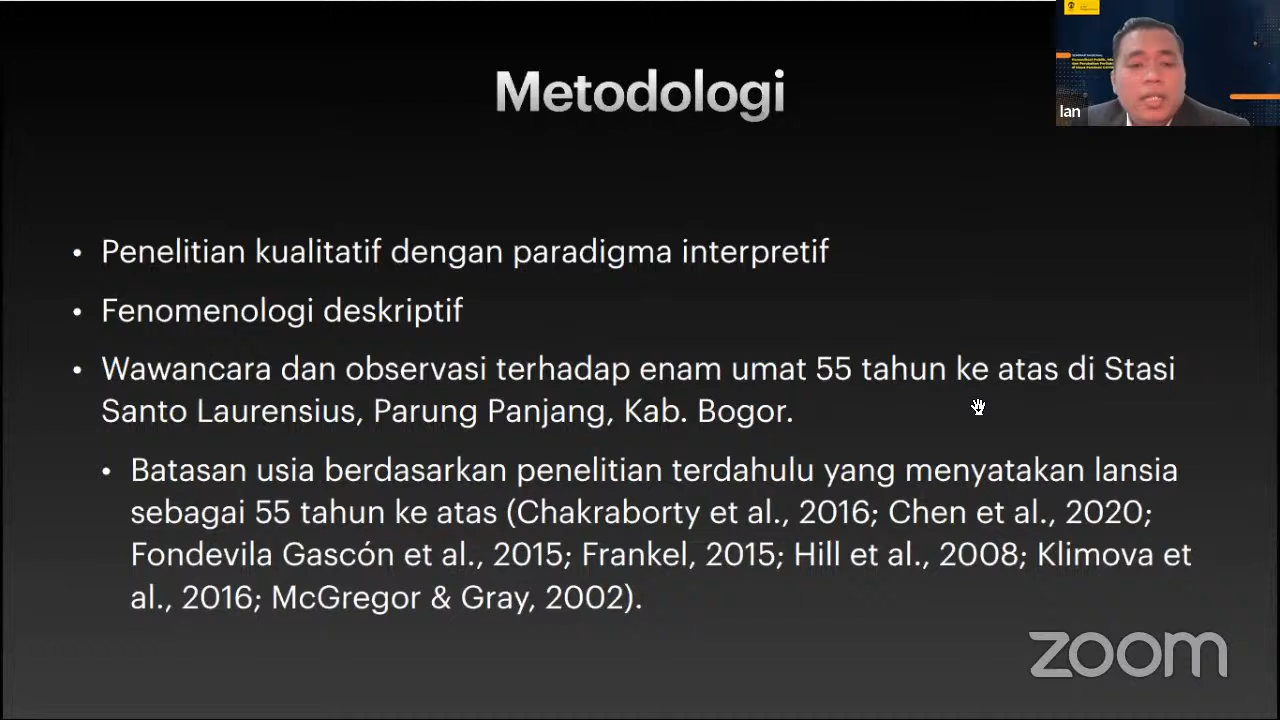 Metodologi
SEMINAR NASIONAL
Ian
• Penelitian kualitatif dengan paradigma interpretif
• Fenomenologi deskriptif
• Wawancara dan observasi terhadap enam umat 55 tahun ke atas di Stasi
Santo Laurensius, Parung Panjang, Kab. Bogor.
• Batasan usia berdasarkan penelitian terdahulu yang menyatakan lansia
sebagai 55 tahun ke atas (Chakraborty et al., 2016; Chen et al., 2020;
Fondevila Gascón et al., 2015; Frankel, 2015; Hill et al., 2008; Klimova et
al., 2016; McGregor & Gray, 2002).
zoom